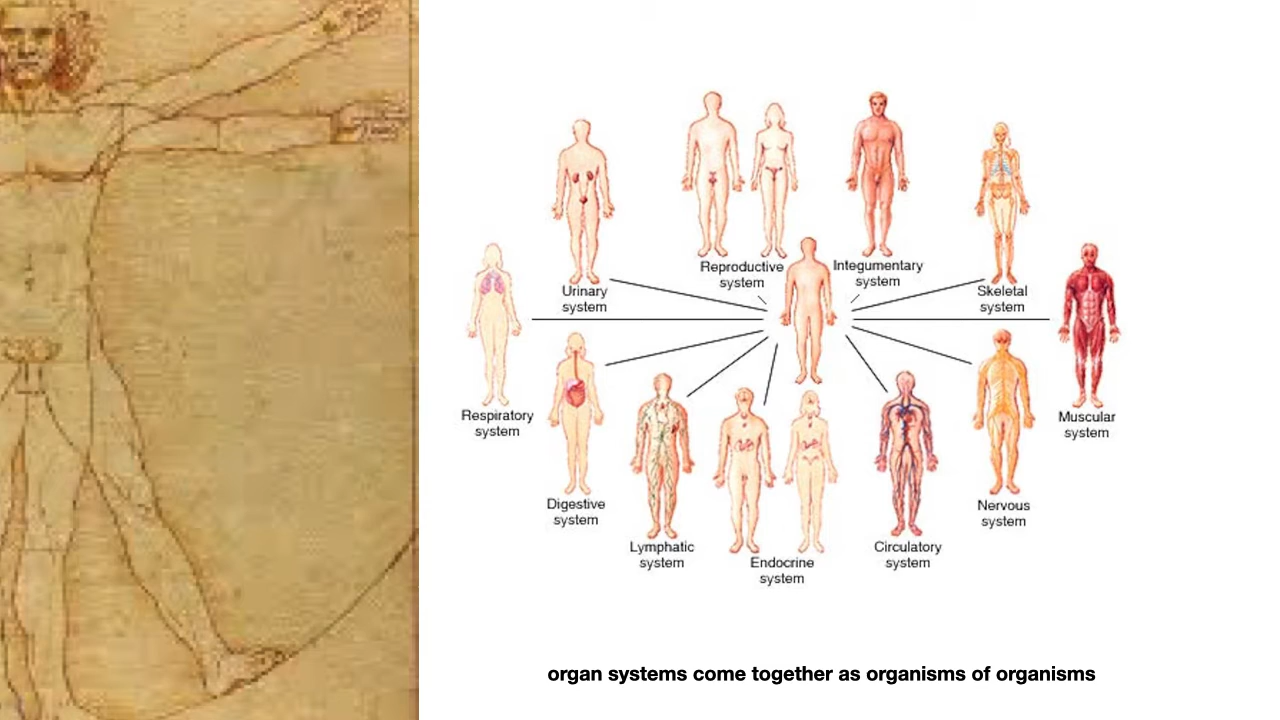 Reproductive
system
Integumentary
system
Urinary
system
Skeletal
system
Respiratory
system
Muscular
system
Digestive
system
Nervous
system
Lymphatic
system
Endocrine
system
Circulatory
system
organ systems come together as organisms of organisms